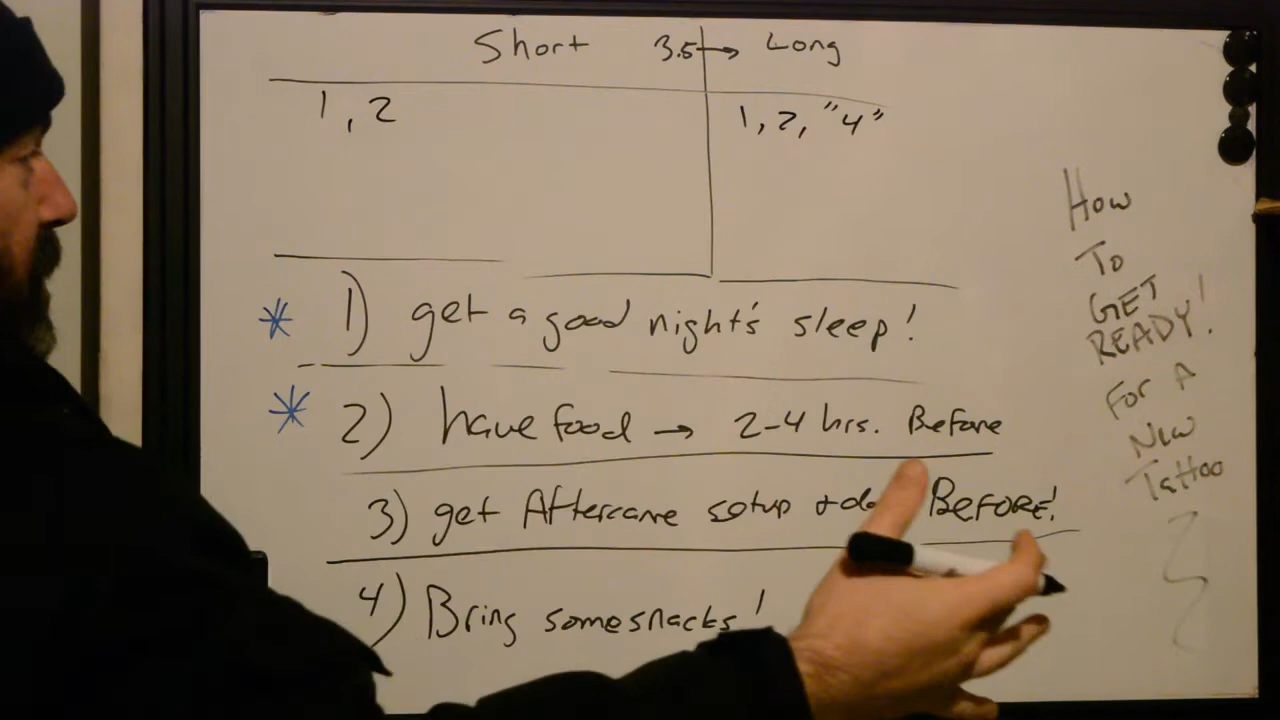 Short 3.5→ Long
1, 2
1, 2, "4"
* 1) get a good night's sleep!
* 2) have food → 2-4 hrs. Before
3) get Aftercare setup BEFORE!
4) Bring some snacks!
How
To
GET
READY!
For A
New
Tattoo